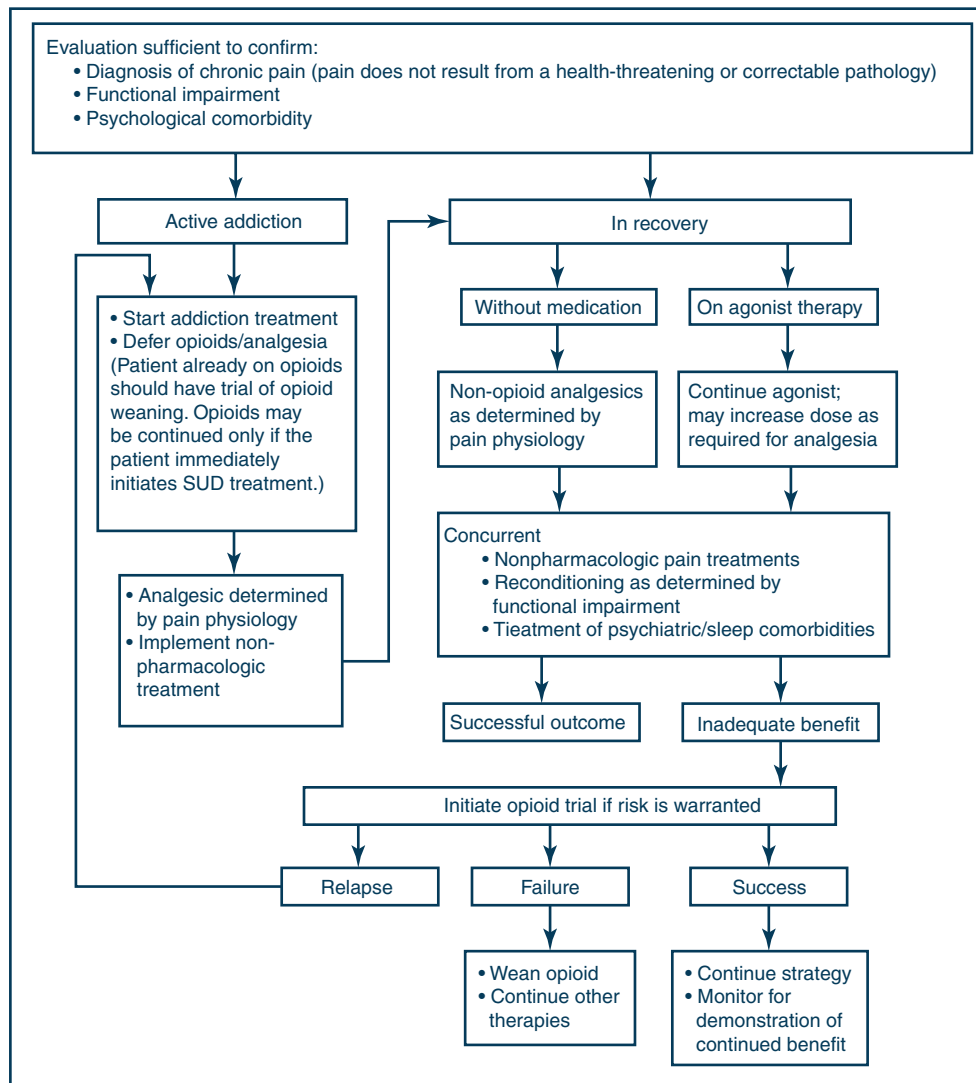 Evaluation sufficient to confirm:
• Diagnosis of chronic pain (pain does not result from a health-threatening or correctable pathology)
• Functional impairment
• Psychological comorbidity
Active addiction
In recovery
• Start addiction treatment
• Defer opioids/analgesia
(Patient already on opioids
should have trial of opioid
weaning. Opioids may
be continued only if the
patient immediately
initiates SUD treatment.)
Without medication
On agonist therapy
Non-opioid analgesics
as determined by
pain physiology
Continue agonist;
may increase dose as
required for analgesia
• Analgesic determined
by pain physiology
• Implement non-
pharmacologic
treatment
Concurrent
• Nonpharmacologic pain treatments
• Reconditioning as determined by
functional impairment
• Tieatment of psychiatric/sleep comorbidities
Successful outcome
Inadequate benefit
Initiate opioid trial if risk is warranted
Relapse
Failure
Success
• Wean opioid
• Continue other
therapies
• Continue strategy
• Monitor for
demonstration of
continued benefit